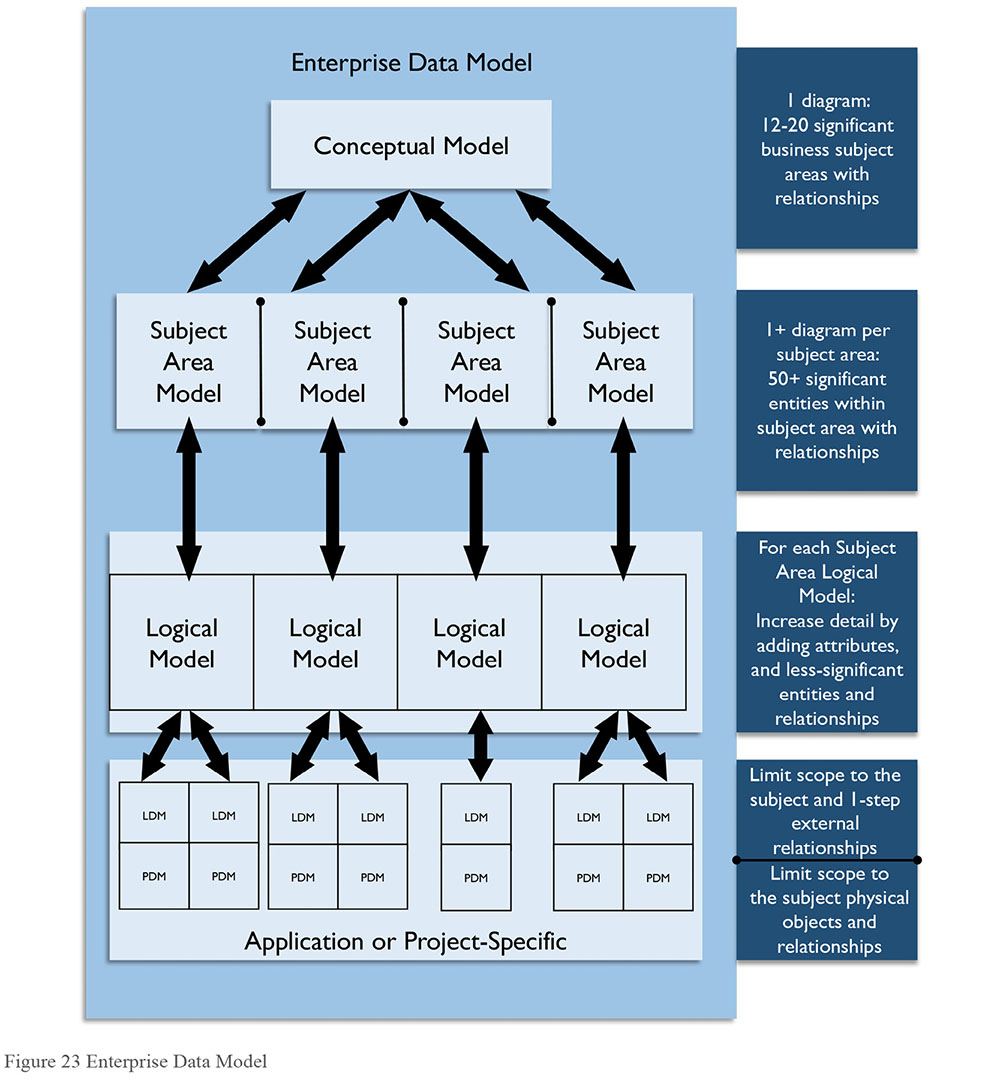 Enterprise Data Model
Conceptual Model
1 diagram:
12-20 significant
business subject
areas with
relationships
Subject
Area
Model
Subject
Area
Model
Subject
Area
Model
Subject
Area
Model
1+ diagram per
subject area:
50+ significant
entities within
subject area with
relationships
Logical
Model
Logical
Model
Logical
Model
Logical
Model
For each Subject
Area Logical
Model:
Increase detail by
adding attributes,
and less-significant
entities and
relationships
LDM
LDM
PDM
PDM
LDM
LDM
PDM
PDM
LDM
PDM
LDM
LDM
PDM
PDM
Application or Project-Specific
Limit scope to the
subject and 1-step
external
relationships
Limit scope to
the subject physical
objects and
relationships
Figure 23 Enterprise Data Model